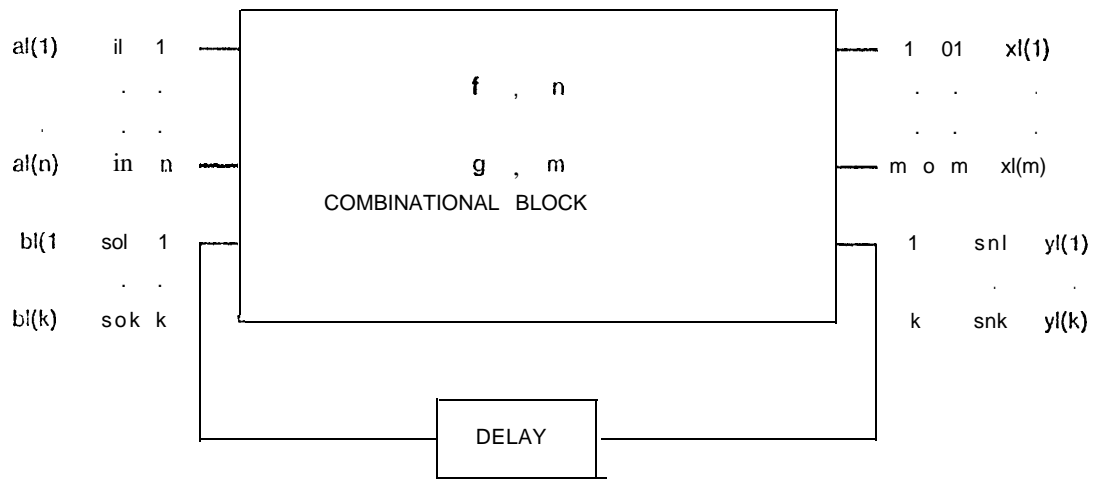 al(1) il 1 1 01 xl(1)
. . f , n . . .
. . . . . .
al(n) in n g , m m o m xl(m)
COMBINATIONAL BLOCK
bl(1 sol 1 1 snl yl(1)
. . . .
bl(k) sok k k snk yl(k)
DELAY